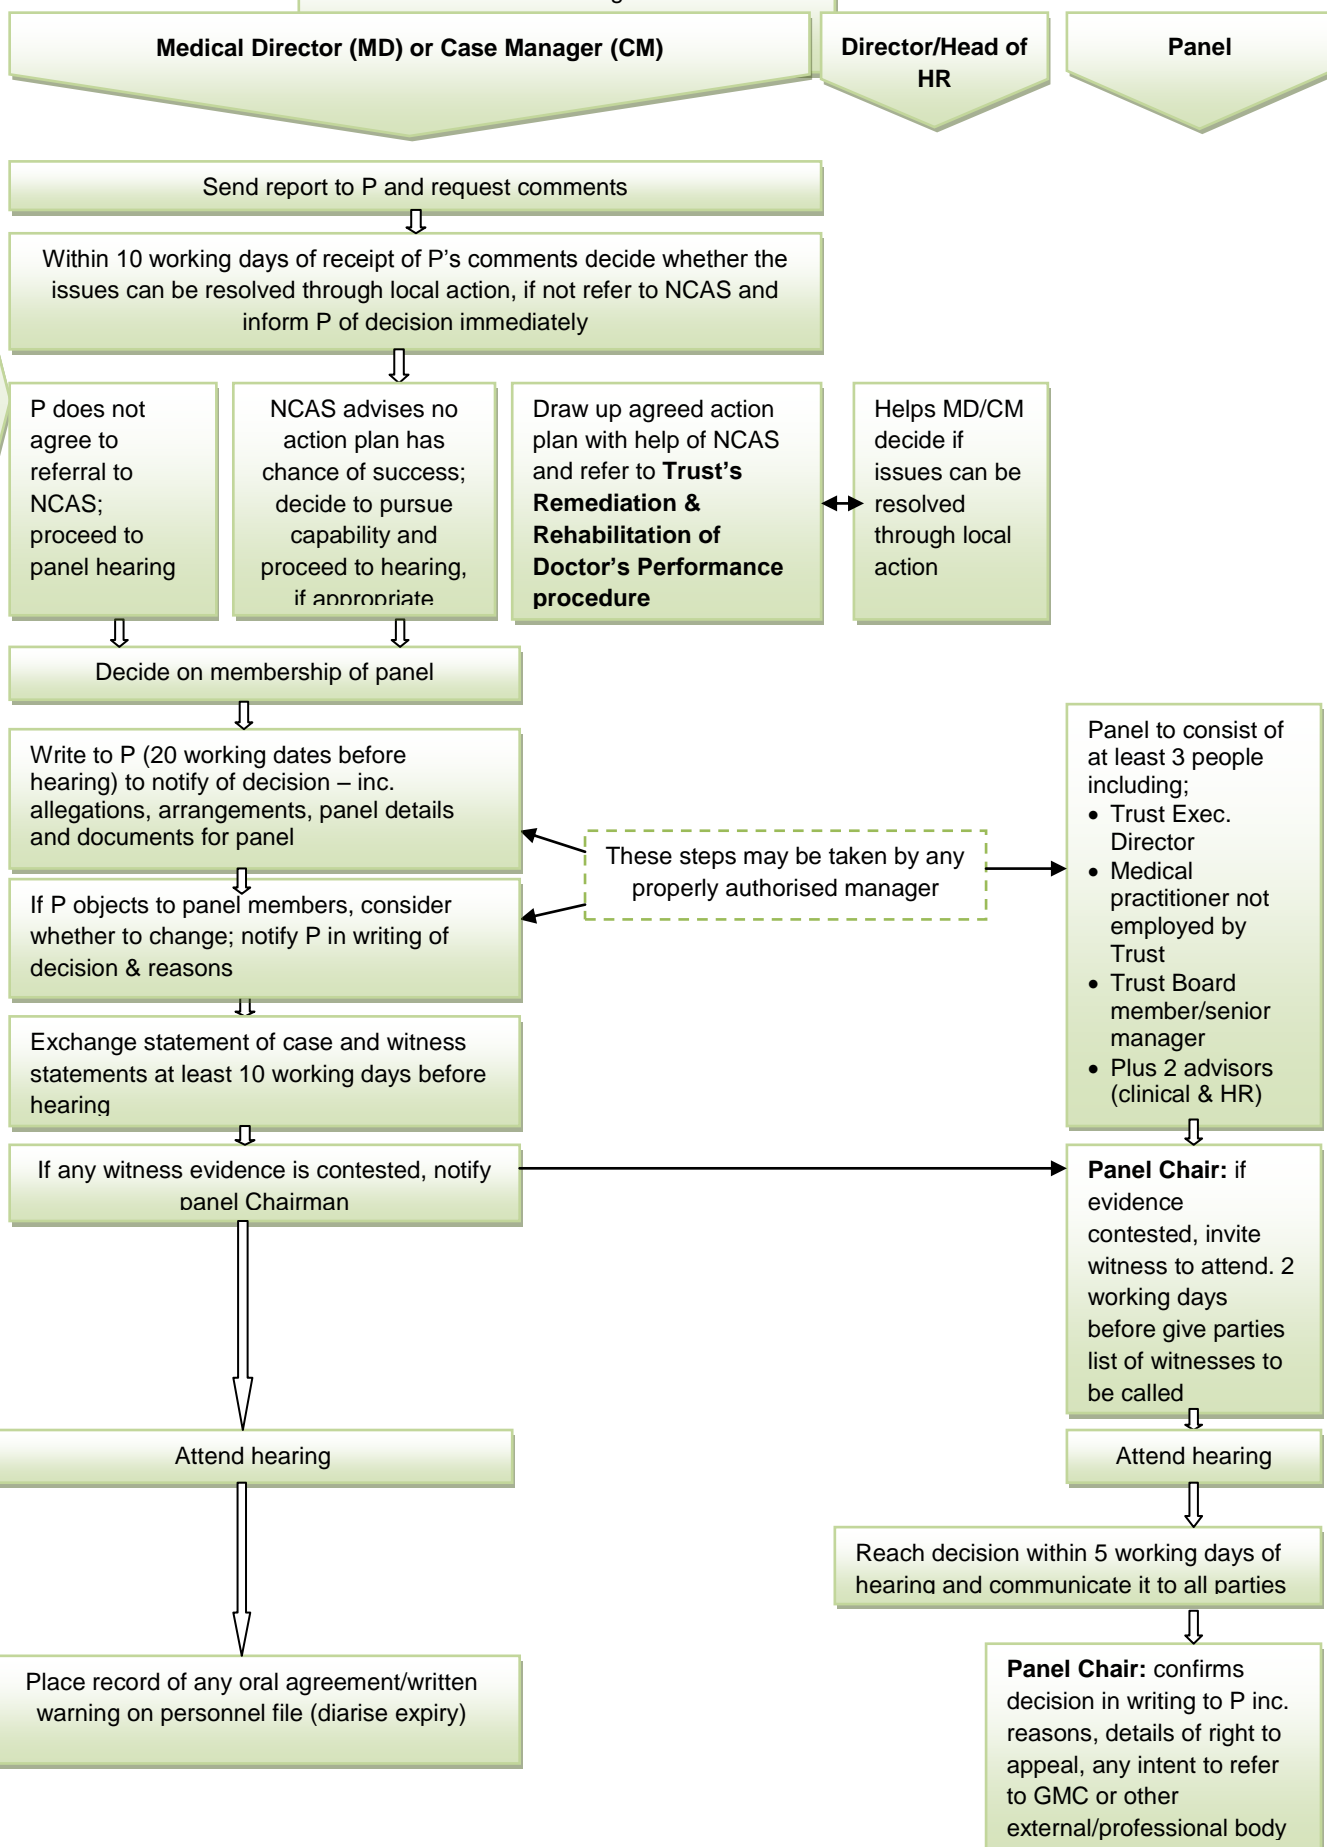 Medical Director (MD) or Case Manager (CM)
Director/Head of
HR
Panel
Send report to P and request comments
Within 10 working days of receipt of P’s comments decide whether the
issues can be resolved through local action, if not refer to NCAS and
inform P of decision immediately
P does not
agree to
referral to
NCAS;
proceed to
panel hearing
NCAS advises no
action plan has
chance of success;
decide to pursue
capability and
proceed to hearing,
if appropriate
Draw up agreed action
plan with help of NCAS
and refer to Trust’s
Remediation &
Rehabilitation of
Doctor’s Performance
procedure
Helps MD/CM
decide if
issues can be
resolved
through local
action
Decide on membership of panel
Write to P (20 working dates before
hearing) to notify of decision – inc.
allegations, arrangements, panel details
and documents for panel
These steps may be taken by any
properly authorised manager
Panel to consist of
at least 3 people
including;
• Trust Exec.
Director
• Medical
practitioner not
employed by
Trust
• Trust Board
member/senior
manager
• Plus 2 advisors
(clinical & HR)
If P objects to panel members, consider
whether to change; notify P in writing of
decision & reasons
Exchange statement of case and witness
statements at least 10 working days before
hearing
If any witness evidence is contested, notify
panel Chairman
Panel Chair: if
evidence
contested, invite
witness to attend. 2
working days
before give parties
list of witnesses to
be called
Attend hearing
Attend hearing
Reach decision within 5 working days of
hearing and communicate it to all parties
Place record of any oral agreement/written
warning on personnel file (diarise expiry)
Panel Chair: confirms
decision in writing to P inc.
reasons, details of right to
appeal, any intent to refer
to GMC or other
external/professional body